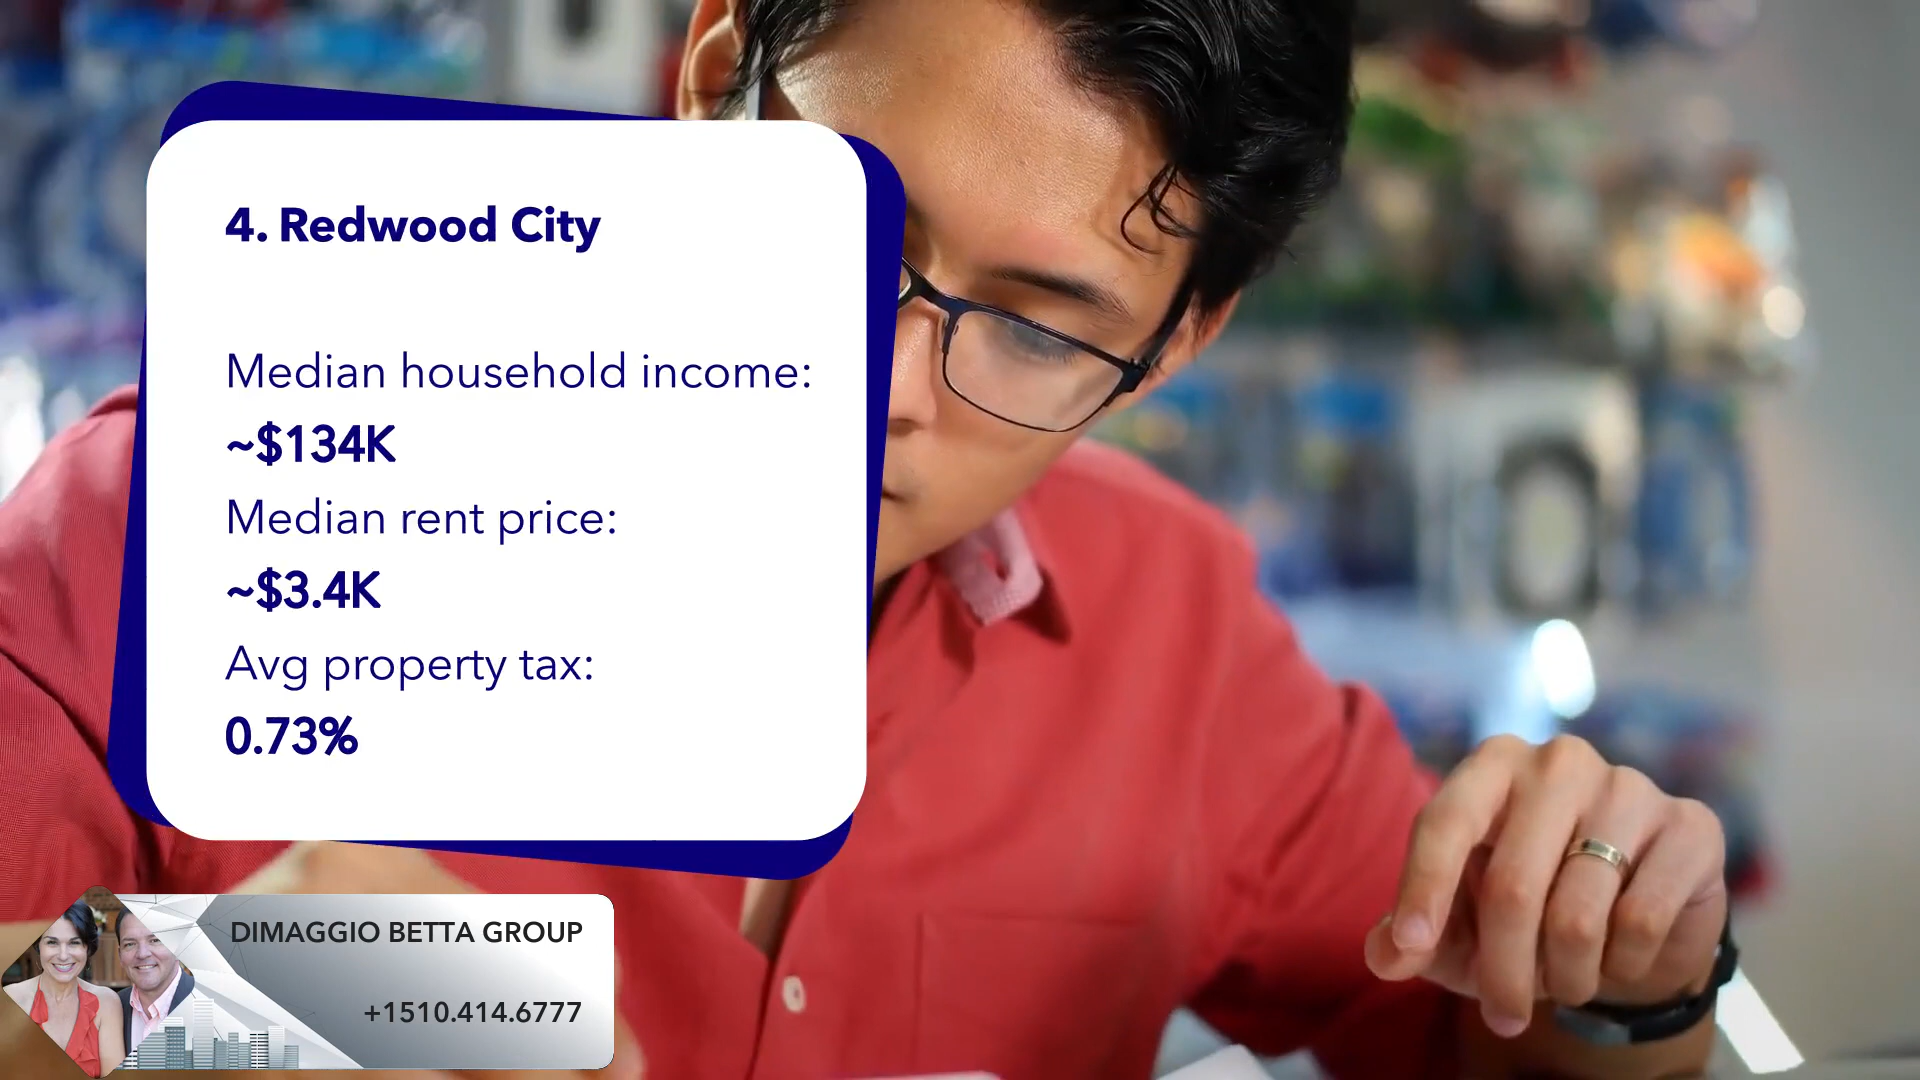 4. Redwood City
Median household income:
~$134K
Median rent price:
~$3.4K
Avg property tax:
0.73%
DIMAGGIO BETTA GROUP
+1510.414.6777